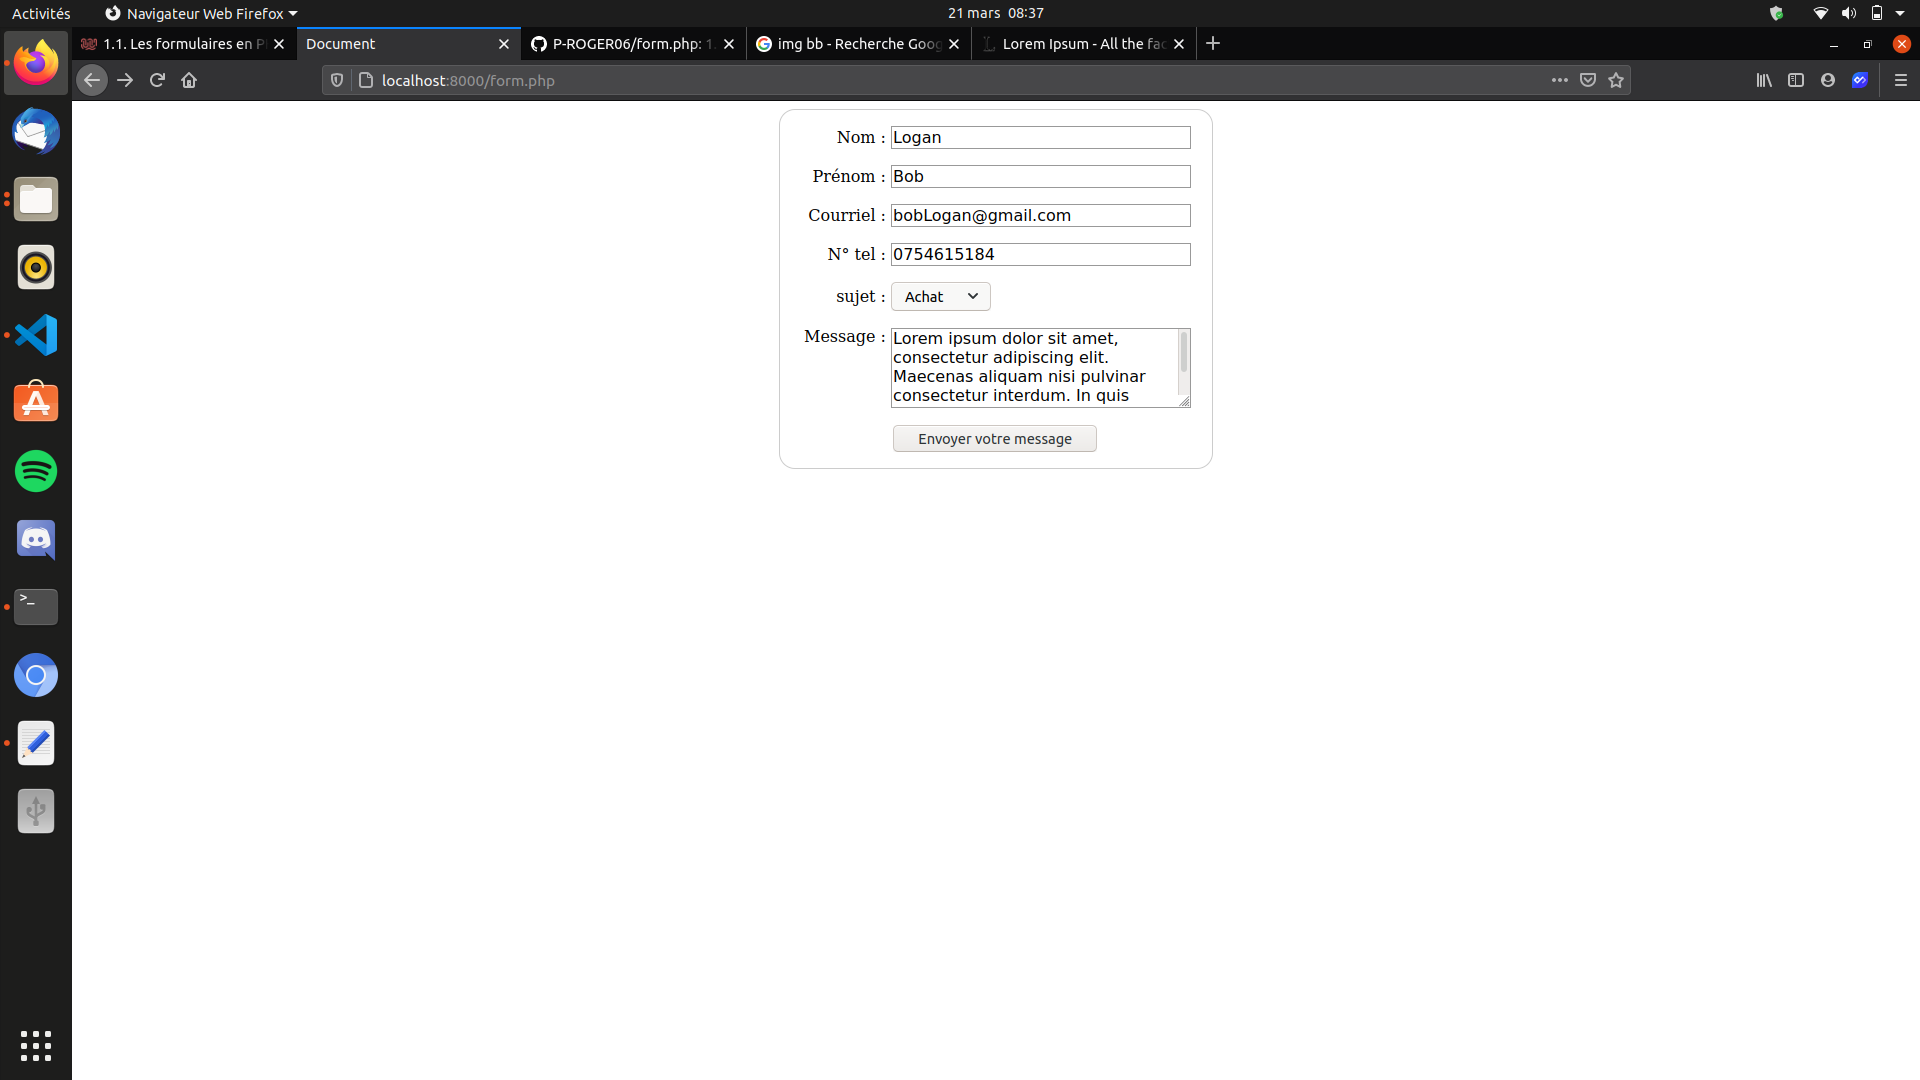 Activités
Navigateur Web Firefox
21 mars 08:37
1.1. Les formulaires en P
Document
P-ROGER06/form.php: 1.
img bb - Recherche Goog
Lorem Ipsum - All the fac
localhost:8000/form.php
Nom : Logan
Prénom : Bob
Courriel : bobLogan@gmail.com
N° tel : 0754615184
sujet : Achat
Message : Lorem ipsum dolor sit amet,
consectetur adipiscing elit.
Maecenas aliquam nisi pulvinar
consectetur interdum. In quis
Envoyer votre message